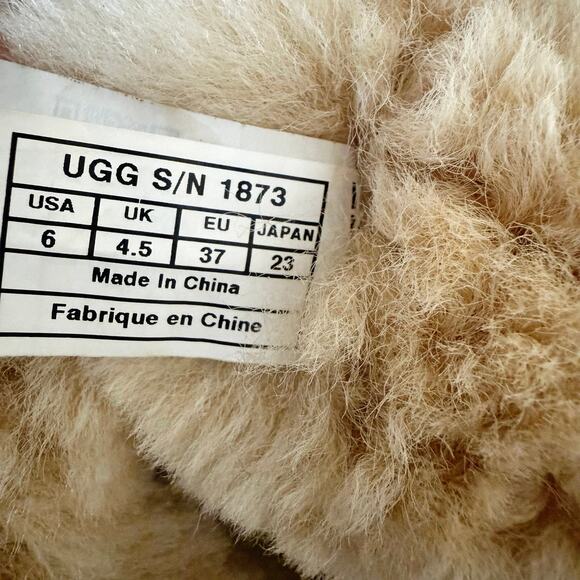 UGG S/N 1873
USA UK EU JAPAN
6 4.5 37 23
Made In China
Fabrique en Chine